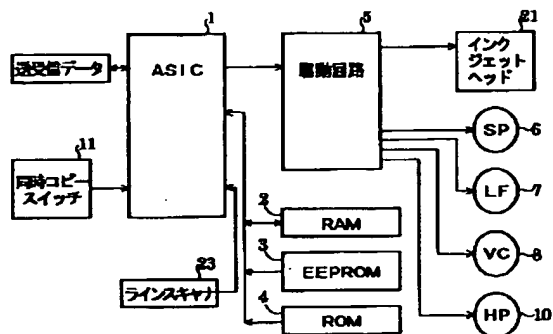 1
5
21
送受信データ
ASIC
駆動回路
インク
ジェット
ヘッド
11
同時コピー
スイッチ
SP
6
LF
7
2
RAM
VC
8
3
EEPROM
23
ラインスキャナ
4
ROM
HP
10